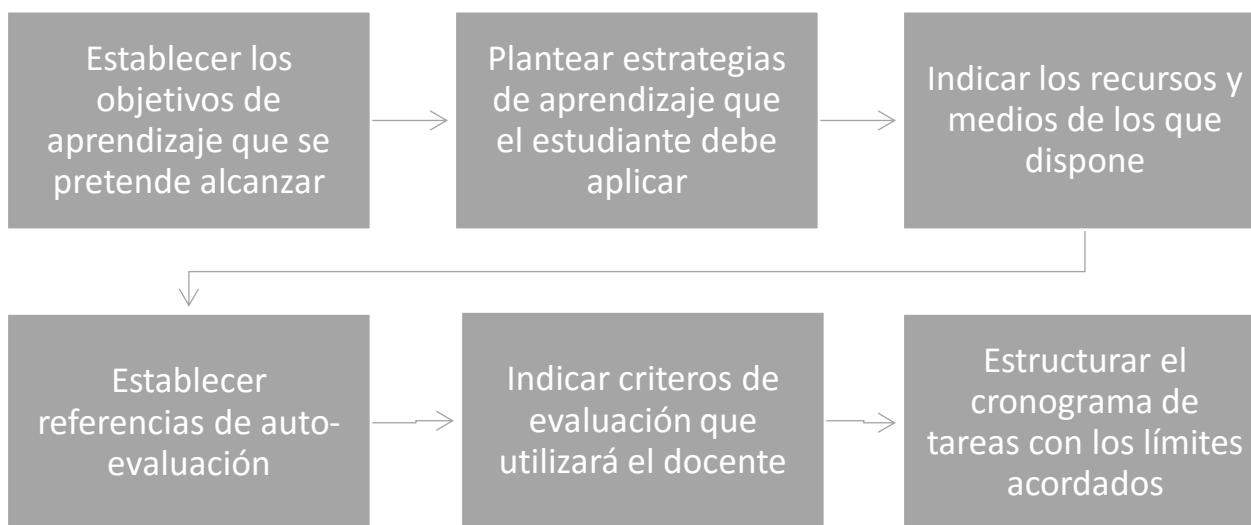 Establecer los
objetivos de
aprendizaje que se
pretende alcanzar
Plantear estrategias
de aprendizaje que
el estudiante debe
aplicar
Indicar los recursos y
medios de los que
dispone
Establecer
referencias de auto-
evaluación
Indicar criteros de
evaluación que
utilizará el docente
Estructurar el
cronograma de
tareas con los límites
acordados